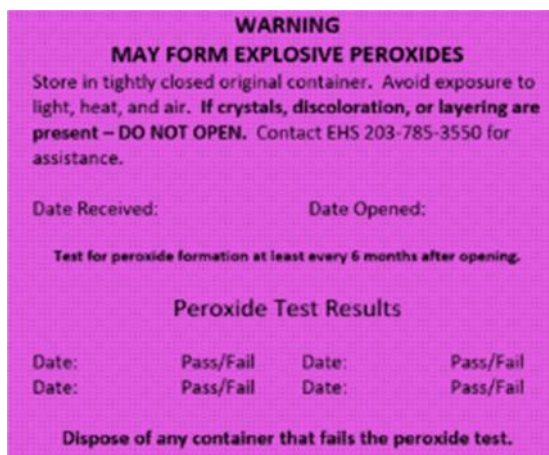 WARNING
MAY FORM EXPLOSIVE PEROXIDES
Store in tightly closed original container. Avoid exposure to
light, heat, and air. If crystals, discoloration, or layering are
present – DO NOT OPEN. Contact EHS 203-785-3550 for
assistance.
Date Received: Date Opened:
Test for peroxide formation at least every 6 months after opening.
Peroxide Test Results
Date: Pass/Fail Date: Pass/Fail
Date: Pass/Fail Date: Pass/Fail
Dispose of any container that fails the peroxide test.